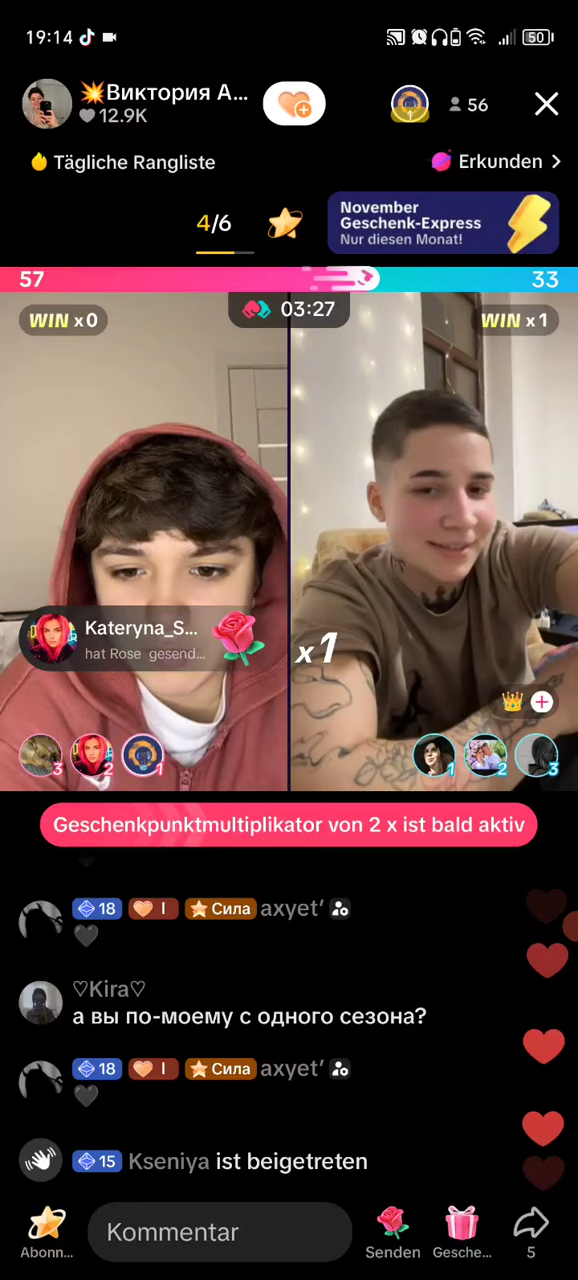 19:14
50
💥Виктория А...
12.9K
1
56
Tägliche Rangliste
Erkunden >
4/6
November
Geschenk-Express
Nur diesen Monat!
57
33
WIN x0
03:27
WIN x1
Kateryna_S...
hat Rose gesend...
x1
3
2
1
1
2
3
Geschenkpunktmultiplikator von 2 x ist bald aktiv
18 I Сила axyet’
🖤
♡Kira♡
а вы по-моему с одного сезона?
18 I Сила axyet’
🖤
15 Kseniya ist beigetreten
Kommentar
Abonn...
Senden
Gesche...
5